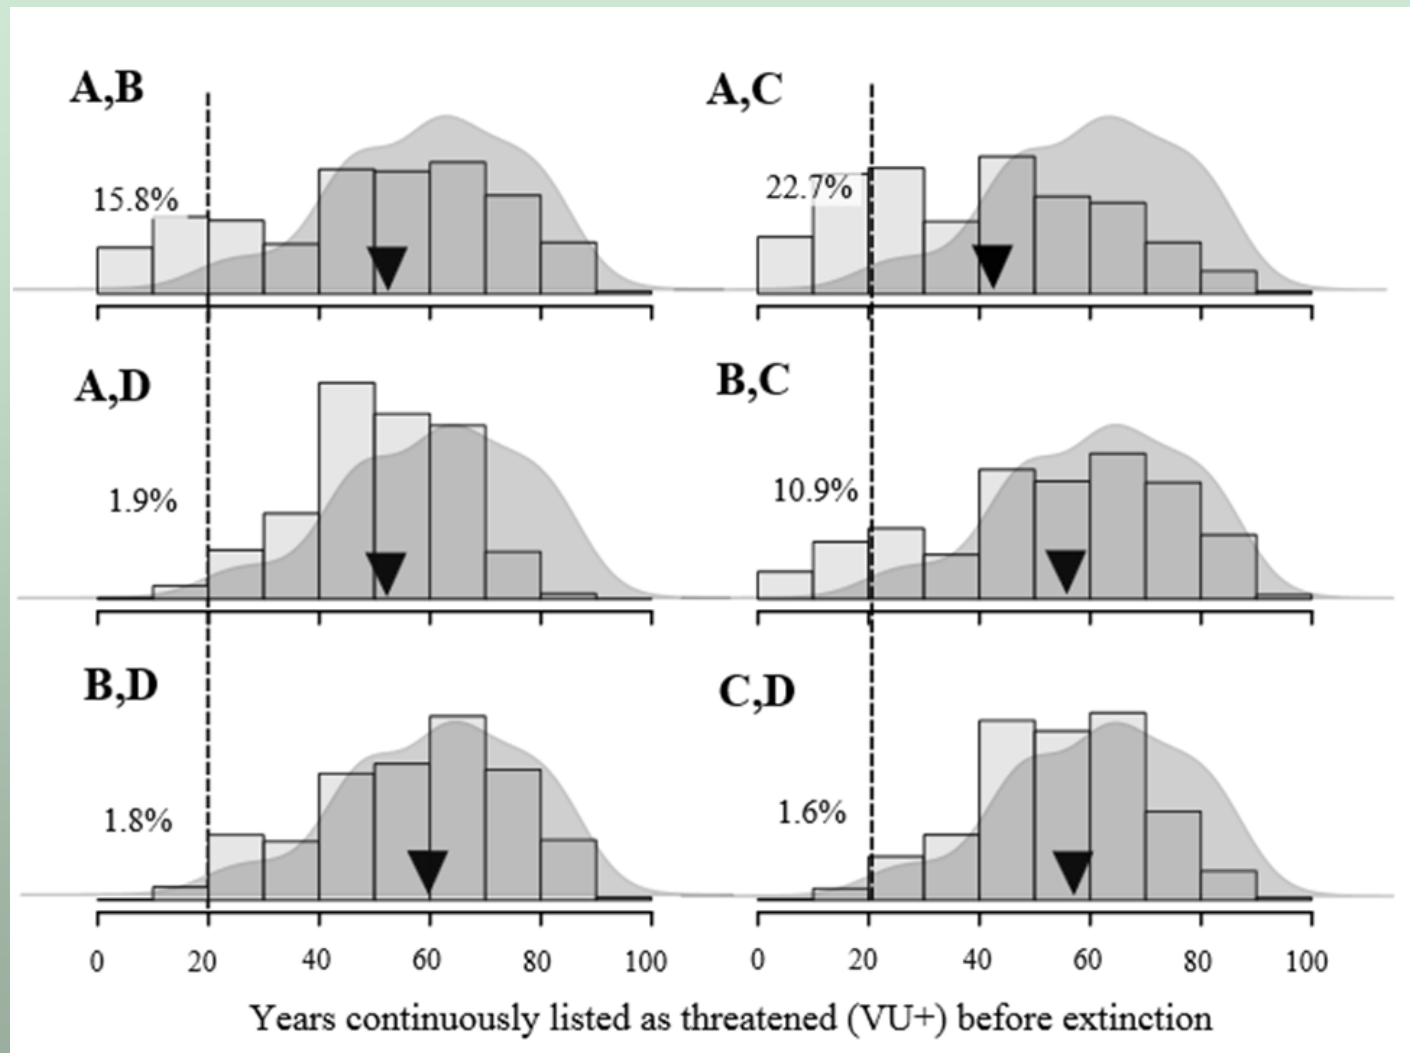 A,B
A,C
15.8%
22.7%
A,D
B,C
1.9%
10.9%
B,D
C,D
1.8%
1.6%
0 20 40 60 80 100 0 20 40 60 80 100
Years continuously listed as threatened (VU+) before extinction